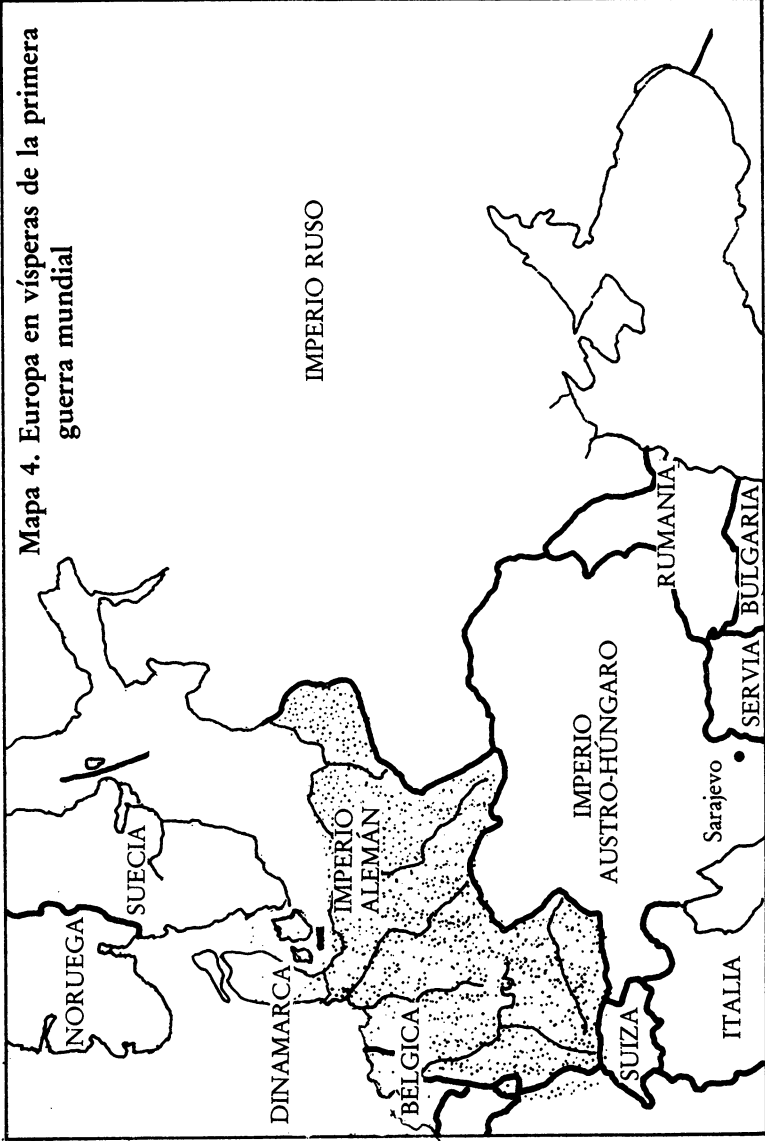 Mapa 4. Europa en vísperas de la primera
guerra mundial
NORUEGA
SUECIA
IMPERIO RUSO
DINAMARCA
IMPERIO
ALEMÁN
BELGICA
IMPERIO
AUSTRO-HÚNGARO
SUIZA
RUMANIA
Sarajevo
ITALIA
SERVIA
BULGARIA